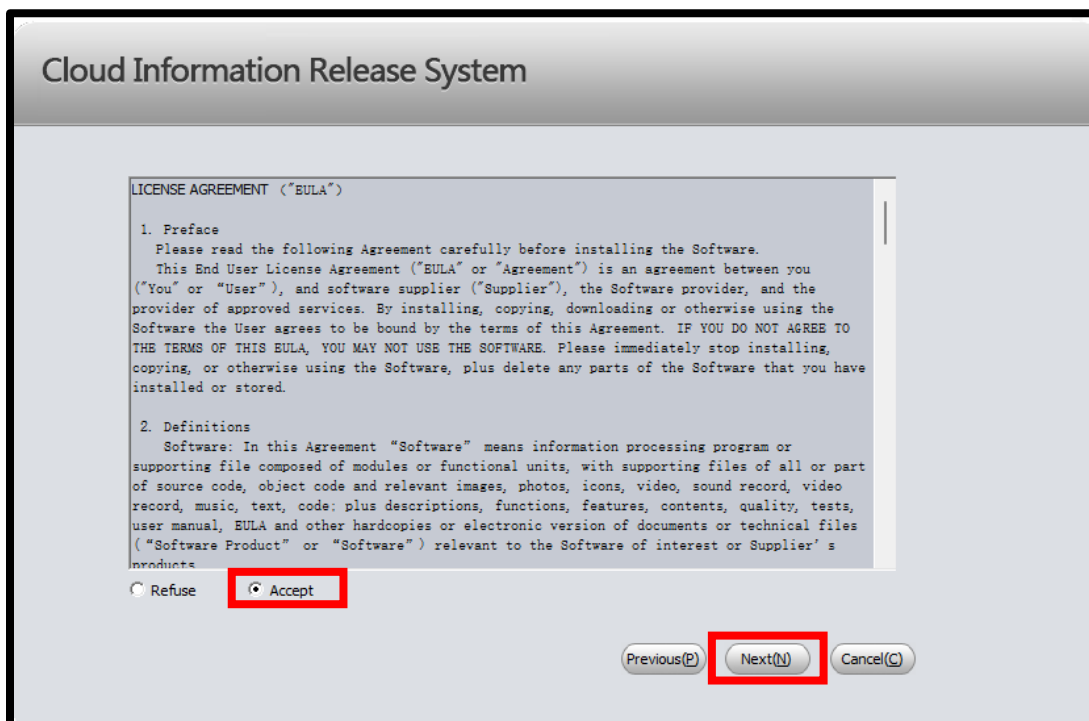 Cloud Information Release System
LICENSE AGREEMENT ("EULA")
1. Preface
Please read the following Agreement carefully before installing the Software.
This End User License Agreement ("EULA" or "Agreement") is an agreement between you
("You" or “User”), and software supplier ("Supplier"), the Software provider, and the
provider of approved services. By installing, copying, downloading or otherwise using the
Software the User agrees to be bound by the terms of this Agreement. IF YOU DO NOT AGREE TO
THE TERMS OF THIS EULA, YOU MAY NOT USE THE SOFTWARE. Please immediately stop installing,
copying, or otherwise using the Software, plus delete any parts of the Software that you have
installed or stored.
2. Definitions
Software: In this Agreement “Software” means information processing program or
supporting file composed of modules or functional units, with supporting files of all or part
of source code, object code and relevant images, photos, icons, video, sound record, video
record, music, text, code; plus descriptions, functions, features, contents, quality, tests,
user manual, EULA and other hardcopies or electronic version of documents or technical files
(“Software Product” or “Software”) relevant to the Software of interest or Supplier’s
products
Refuse Accept
Previous(P) Next(N) Cancel(C)